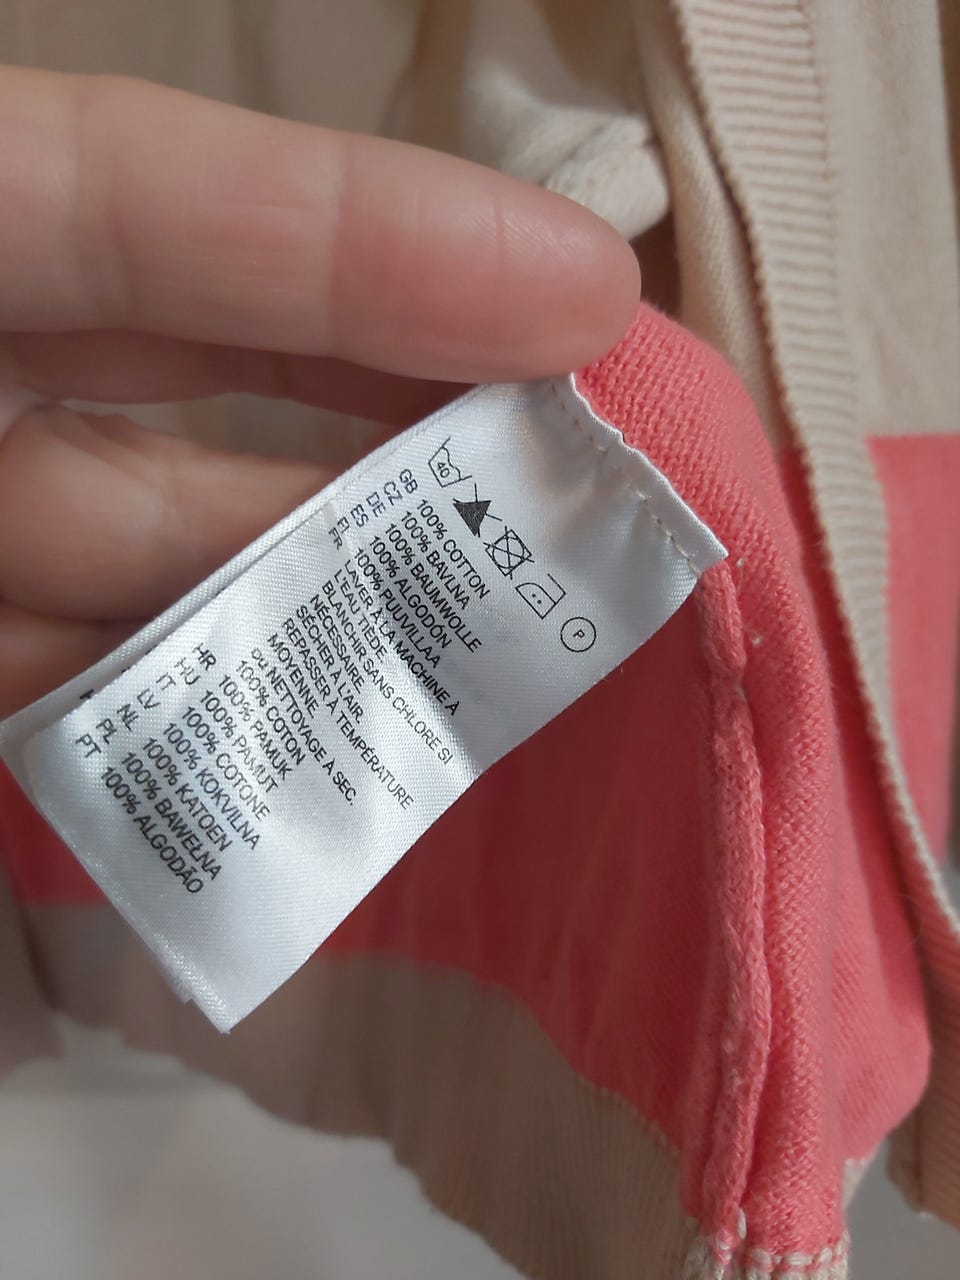 40
P
GB 100% COTTON
CZ 100% BAVLNA
DE 100% BAUMWOLLE
ES 100% ALGODON
FI 100% PUUVILLAA
FR LAVER À LA MACHINE À
L'EAU TIÈDE.
BLANCHIR SANS CHLORE SI
NÉCESSAIRE.
SÉCHER À L'AIR.
REPASSER À TEMPÉRATURE
MOYENNE.
OU NETTOYAGE À SEC.
100% COTON
HR 100% PAMUK
HU 100% PAMUT
IT 100% COTONE
LV 100% KOKVILNA
NL 100% KATOEN
PL 100% BAWEŁNA
PT 100% ALGODÃO